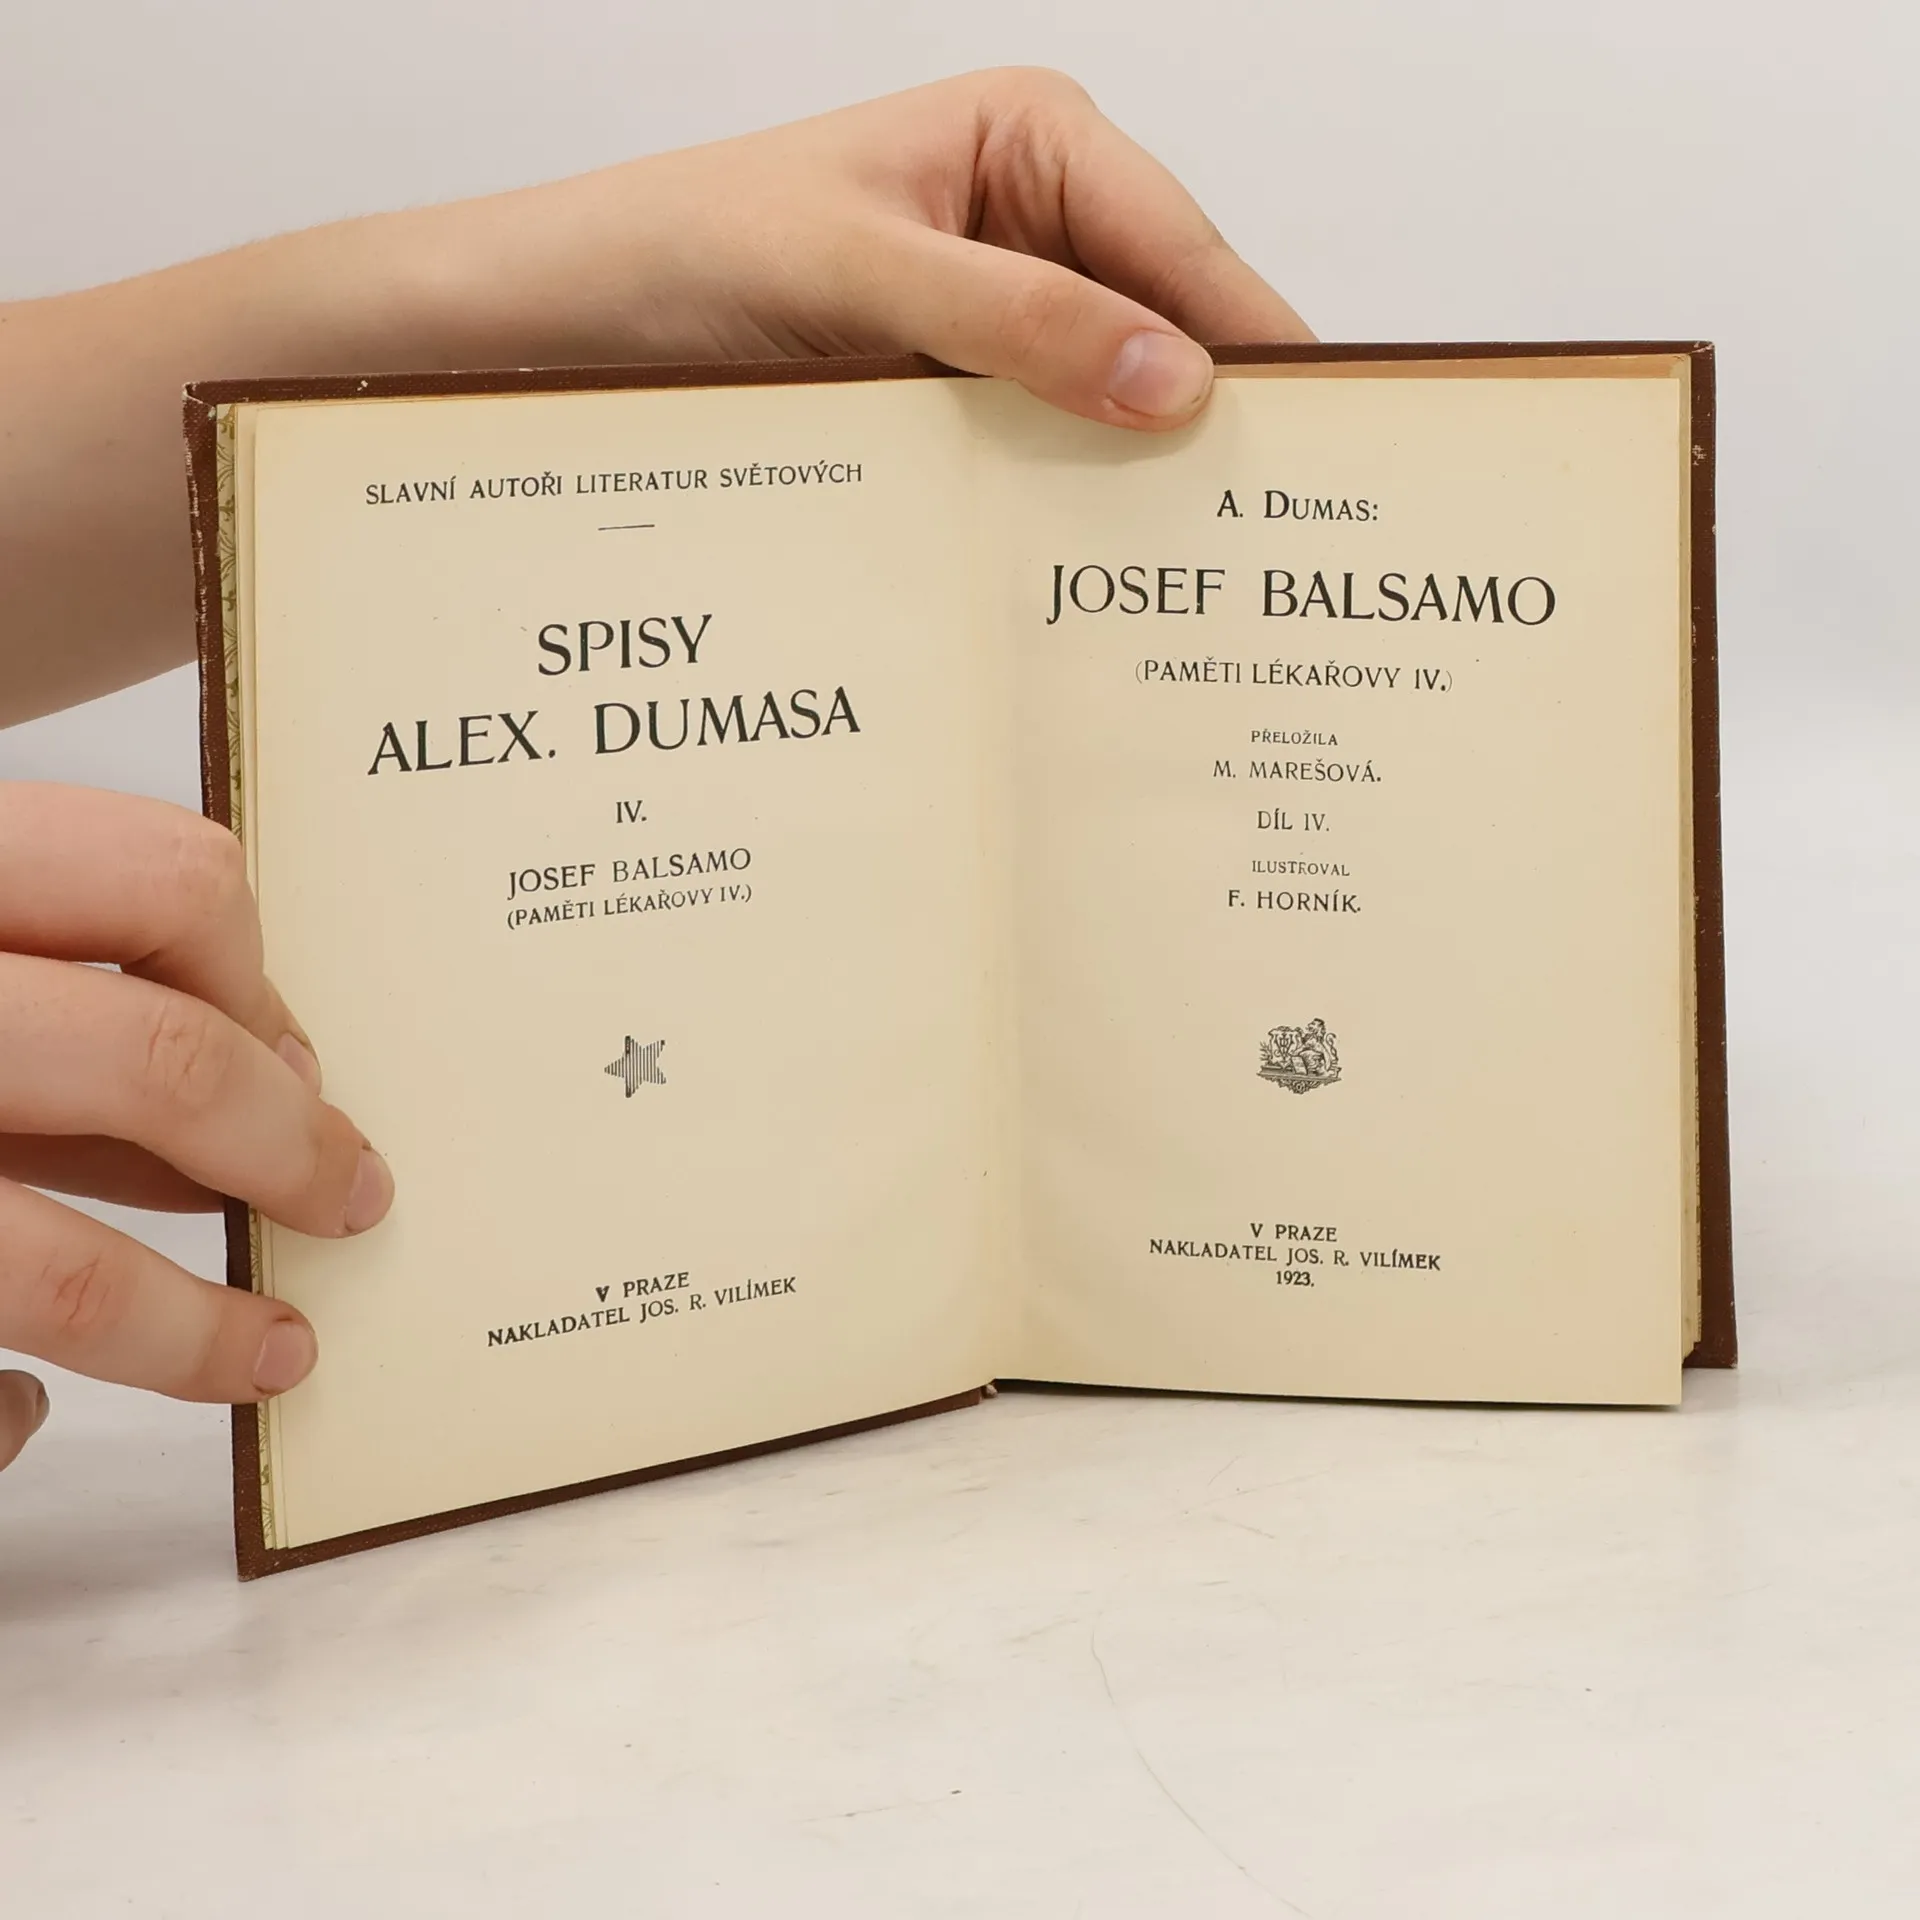 SLAVNÍ AUTOŘI LITERATUR SVĚTOVÝCH
SPISY
ALEX. DUMASA
IV.
JOSEF BALSAMO
(PAMĚTI LÉKAŘOVY IV.)
V PRAZE
NAKLADATEL JOS. R. VILÍMEK
A. DUMAS:
JOSEF BALSAMO
(PAMĚTI LÉKAŘOVY IV.)
PŘELOŽILA
M. MAREŠOVÁ.
DÍL IV.
ILUSTROVAL
F. HORNÍK.
V PRAZE
NAKLADATEL JOS. R. VILÍMEK
1923.